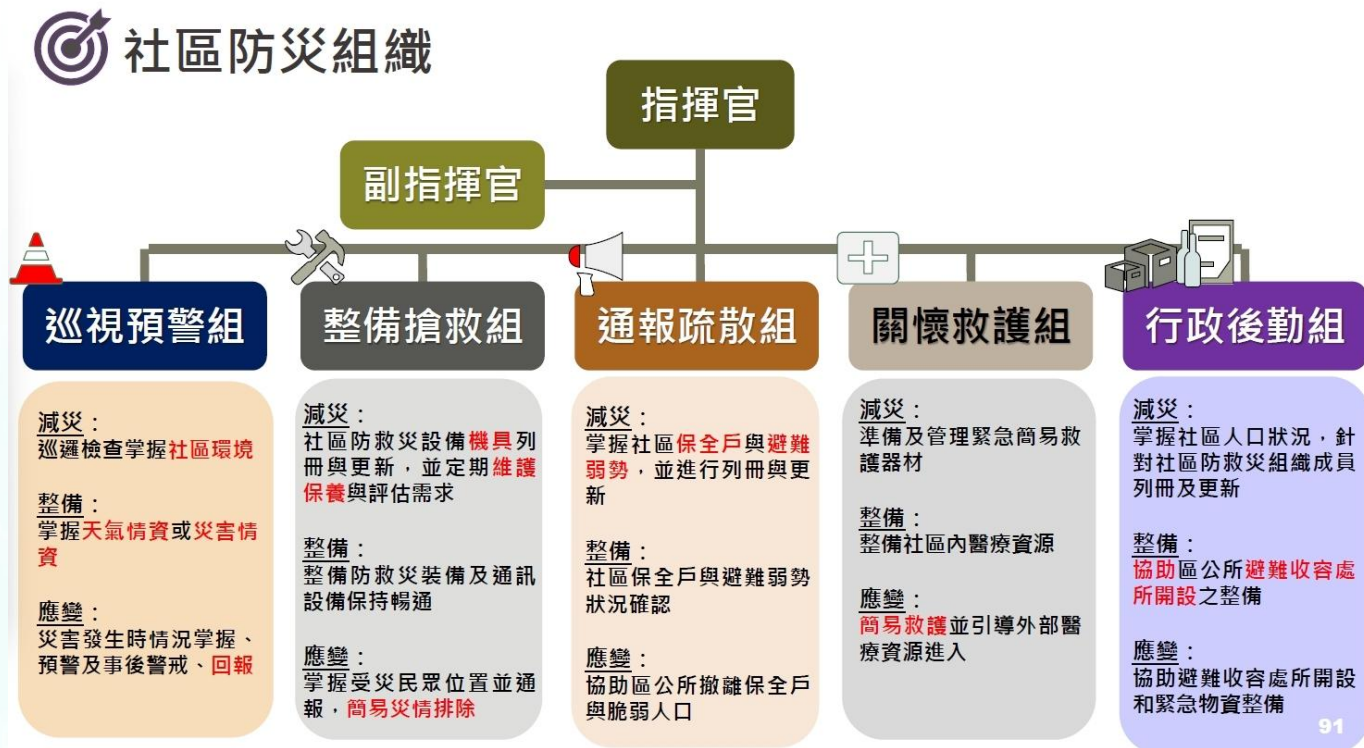 社區防災組織
指揮官
副指揮官
巡視預警組
減災：
巡邏檢查掌握社區環境
整備：
掌握天氣情資或災害情
資
應變：
災害發生時情況掌握、
預警及事後警戒、回報
整備搶救組
減災：
社區防救災設備機具列
冊與更新，並定期維護
保養與評估需求
整備：
整備防救災裝備及通訊
設備保持暢通
應變：
掌握受災民眾位置並通
報，簡易災情排除
通報疏散組
減災：
掌握社區保全戶與避難
弱勢，並進行列冊與更
新
整備：
社區保全戶與避難弱勢
狀況確認
應變：
協助區公所撤離保全戶
與脆弱人口
關懷救護組
減災：
準備及管理緊急簡易救
護器材
整備：
整備社區內醫療資源
應變：
簡易救護並引導外部醫
療資源進入
行政後勤組
減災：
掌握社區人口狀況，針
對社區防救災組織成員
列冊及更新
整備：
協助區公所避難收容處
所開設之整備
應變：
協助避難收容處所開設
和緊急物資整備
91